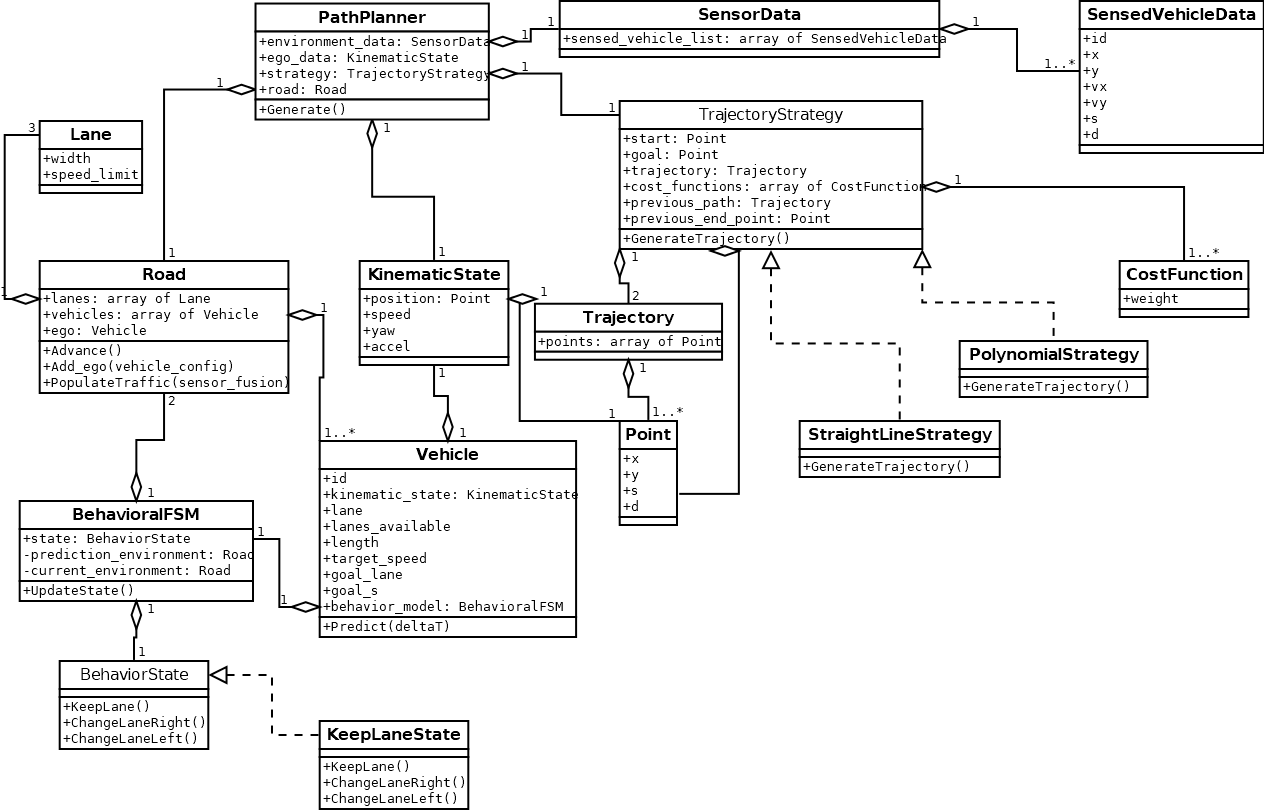 PathPlanner
+environment_data: SensorData
+ego_data: KinematicState
+strategy: TrajectoryStrategy
+road: Road
+Generate()
1
1
SensorData
+sensed_vehicle_list: array of SensedVehicleData
1
1..*
SensedVehicleData
+id
+x
+y
+vx
+vy
+s
+d
1
1
1
1
1
1
TrajectoryStrategy
+start: Point
+goal: Point
+trajectory: Trajectory
+cost_functions: array of CostFunction
+previous_path: Trajectory
+previous_end_point: Point
+GenerateTrajectory()
1
1..*
CostFunction
+weight
3
Lane
+width
+speed_limit
1
Road
+lanes: array of Lane
+vehicles: array of Vehicle
+ego: Vehicle
+Advance()
+Add_ego(vehicle_config)
+PopulateTraffic(sensor_fusion)
1
1..*
2
1
KinematicState
+position: Point
+speed
+yaw
+accel
1
1
1
1
1
2
Trajectory
+points: array of Point
1
1..*
Point
+x
+y
+s
+d
PolynomialStrategy
+GenerateTrajectory()
StraightLineStrategy
+GenerateTrajectory()
Vehicle
+id
+kinematic_state: KinematicState
+lane
+lanes_available
+length
+target_speed
+goal_lane
+goal_s
+behavior_model: BehavioralFSM
+Predict(deltaT)
BehavioralFSM
+state: BehaviorState
-prediction_environment: Road
-current_environment: Road
+UpdateState()
1
1
1
1
BehaviorState
+KeepLane()
+ChangeLaneRight()
+ChangeLaneLeft()
KeepLaneState
+KeepLane()
+ChangeLaneRight()
+ChangeLaneLeft()